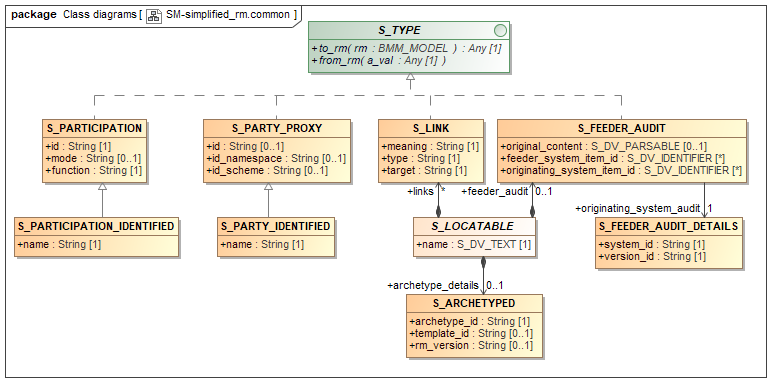 package Class diagrams [ SM-simplified_rm.common ]
S_TYPE
+to_rm( rm : BMM_MODEL ) : Any [1]
+from_rm( a_val : Any [1] )
S_PARTICIPATION
+id : String [1]
+mode : String [0..1]
+function : String [1]
S_PARTY_PROXY
+id : String [0..1]
+id_namespace : String [0..1]
+id_scheme : String [0..1]
S_LINK
+meaning : String [1]
+type : String [1]
+target : String [1]
S_FEEDER_AUDIT
+original_content : S_DV_PARSABLE [0..1]
+feeder_system_item_id : S_DV_IDENTIFIER [*]
+originating_system_item_id : S_DV_IDENTIFIER [*]
+links *
+feeder_audit 0..1
+originating_system_audit 1
S_PARTICIPATION_IDENTIFIED
+name : String [1]
S_PARTY_IDENTIFIED
+name : String [1]
S_LOCATABLE
+name : S_DV_TEXT [1]
S_FEEDER_AUDIT_DETAILS
+system_id : String [1]
+version_id : String [1]
+archetype_details 0..1
S_ARCHETYPED
+archetype_id : String [1]
+template_id : String [0..1]
+rm_version : String [0..1]